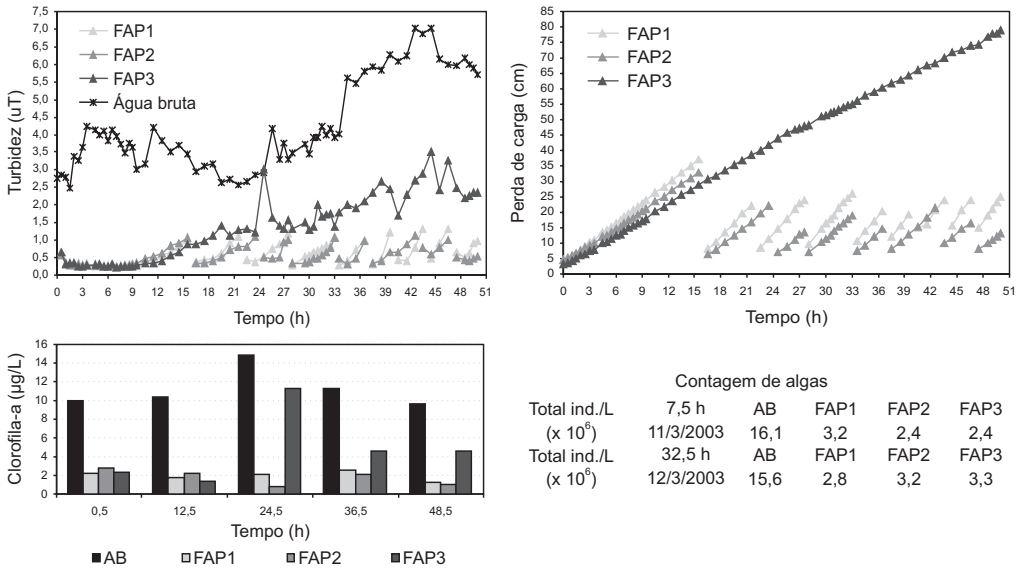 7,5
7,0
6,5
6,0
5,5
5,0
4,5
4,0
3,5
3,0
2,5
2,0
1,5
1,0
0,5
0,0
Turbidez (uT)
FAP1
FAP2
FAP3
Água bruta
0 3 6 9 12 15 18 21 24 27 30 33 36 39 42 45 48 51
Tempo (h)
85
80
75
70
65
60
55
50
45
40
35
30
25
20
15
10
5
0
Perda de carga (cm)
FAP1
FAP2
FAP3
0 3 6 9 12 15 18 21 24 27 30 33 36 39 42 45 48 51
Tempo (h)
16
14
12
10
8
6
4
2
0
Clorofila-a (µg/L)
0,5 12,5 24,5 36,5 48,5
Tempo (h)
AB FAP1 FAP2 FAP3
Contagem de algas
Total ind./L 7,5 h AB FAP1 FAP2 FAP3
(x 10⁶) 11/3/2003 16,1 3,2 2,4 2,4
Total ind./L 32,5 h AB FAP1 FAP2 FAP3
(x 10⁶) 12/3/2003 15,6 2,8 3,2 3,3